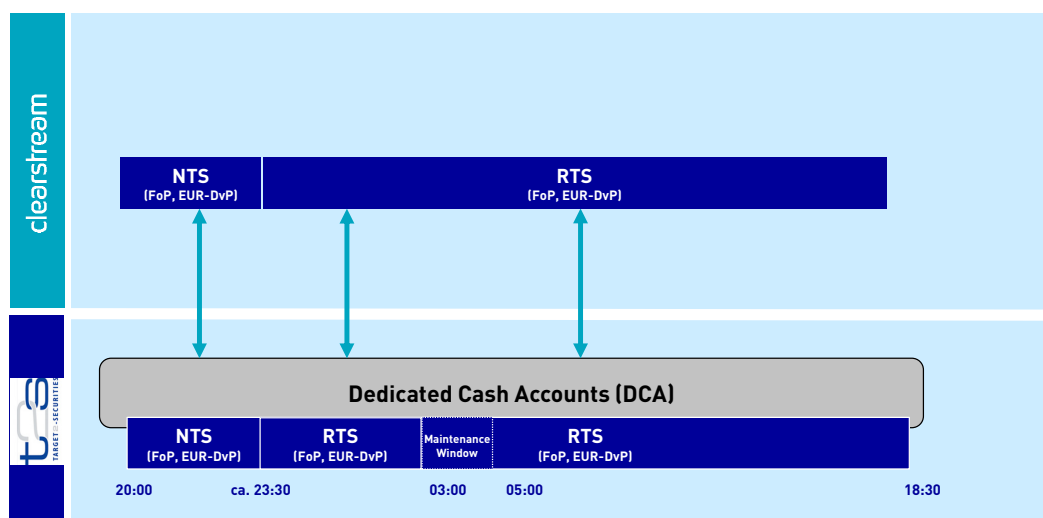 clearstream
NTS
(FoP, EUR-DvP)
RTS
(FoP, EUR-DvP)
t2s
TARGET2-SECURITIES
Dedicated Cash Accounts (DCA)
NTS
(FoP, EUR-DvP)
RTS
(FoP, EUR-DvP)
Maintenance
Window
RTS
(FoP, EUR-DvP)
20:00
ca. 23:30
03:00
05:00
18:30